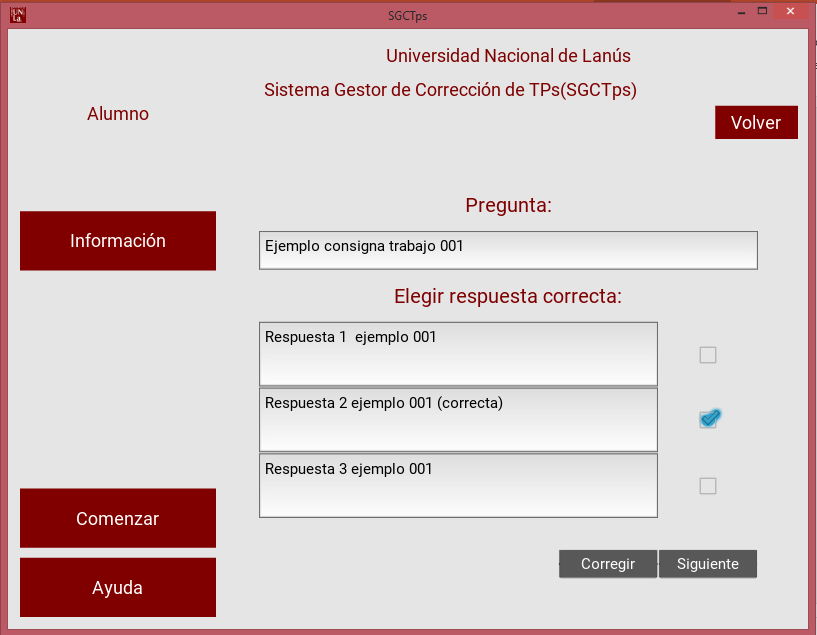 UN
La
SGCTps
Universidad Nacional de Lanús
Sistema Gestor de Corrección de TPs(SGCTps)
Alumno
Volver
Pregunta:
Información
Ejemplo consigna trabajo 001
Elegir respuesta correcta:
Respuesta 1  ejemplo 001
Respuesta 2 ejemplo 001 (correcta)
Respuesta 3 ejemplo 001
Comenzar
Corregir
Siguiente
Ayuda